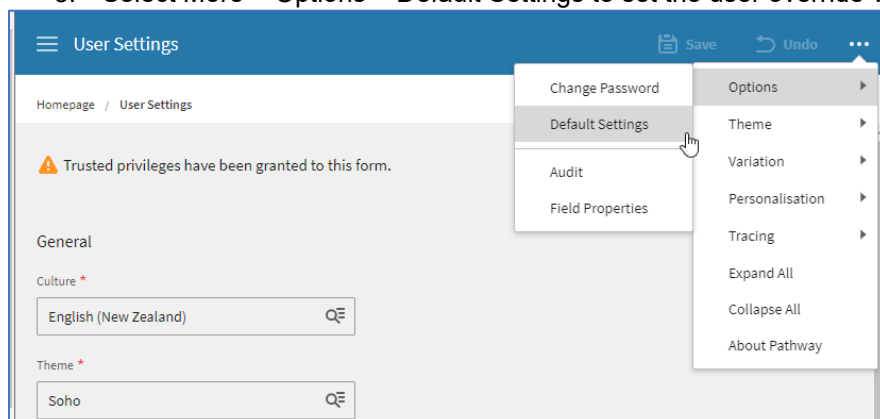 Select More > Options > Default Settings to set the user override
User Settings
Save
Undo
Homepage / User Settings
Trusted privileges have been granted to this form.
General
Culture *
English (New Zealand)
Theme *
Soho
Change Password
Default Settings
Audit
Field Properties
Options
Theme
Variation
Personalisation
Tracing
Expand All
Collapse All
About Pathway